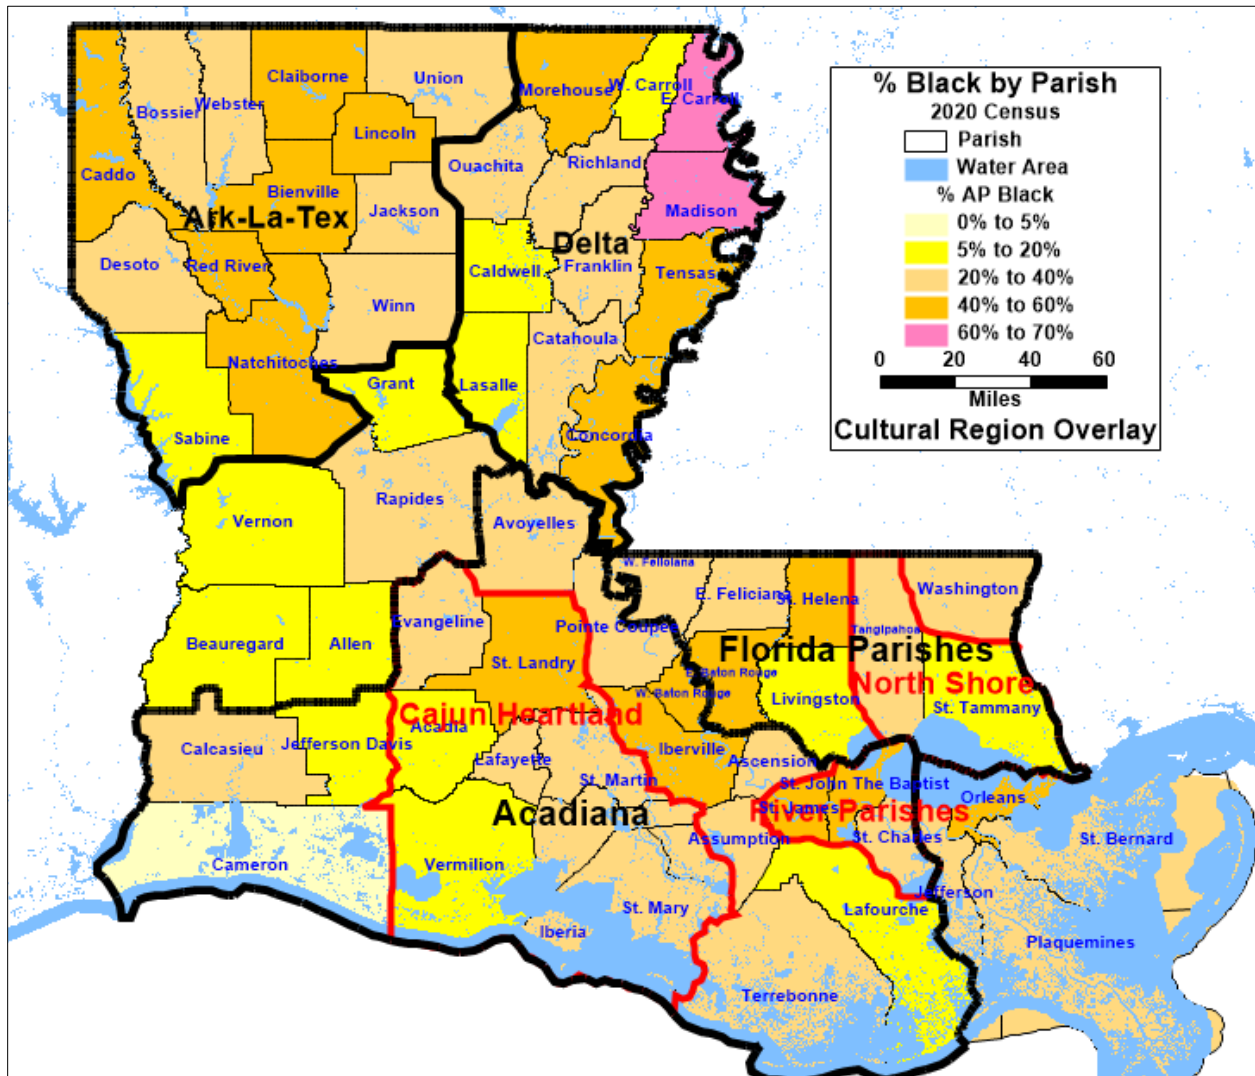 % Black by Parish
2020 Census
Parish
Water Area
% AP Black
0% to 5%
5% to 20%
20% to 40%
40% to 60%
60% to 70%
0 20 60
Miles
Cultural Region Overlay
Claiborne
Union
Morehouse
W. Carroll
E. Carroll
Bossier
Webster
Lincoln
Ouachita
Richland
Caddo
Bienville
Jackson
Madison
Ark-La-Tex
Delta
Desoto
Red River
Caldwell
Franklin
Tensas
Winn
Catahoula
Natchitoches
Grant
Lasalle
Sabine
Concordia
Rapides
Vernon
Avoyelles
W. Feliciana
E. Feliciana
St. Helena
Washington
Evangeline
Pointe Coupee
Tangipahoa
Beauregard
Allen
St. Landry
Florida Parishes
E. Baton Rouge
W. Baton Rouge
Livingston
North Shore
St. Tammany
Cajun Heartland
Acadia
Calcasieu
Jefferson Davis
Lafayette
Iberville
Ascension
St. Martin
St. John The Baptist
Orleans
Acadiana
St. James
River Parishes
Assumption
St. Charles
St. Bernard
Cameron
Vermilion
Jefferson
St. Mary
Lafourche
Iberia
Plaquemines
Terrebonne